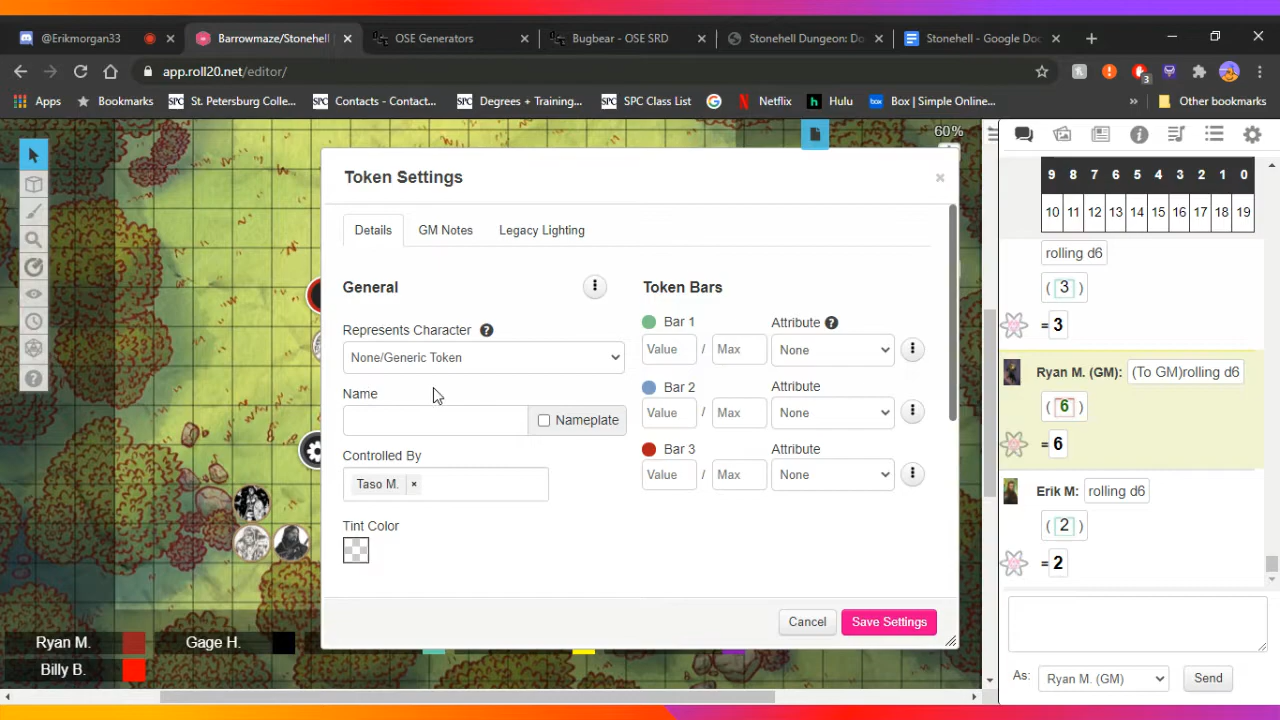 @Erikmorgan33
Barrowmaze/Stonehell
OSE Generators
Bugbear - OSE SRD
Stonehell Dungeon: Do
Stonehell - Google Doc
app.roll20.net/editor/
3
Apps
Bookmarks
SPC St. Petersburg Colle...
SPC Contacts - Contact...
SPC Degrees + Training...
SPC SPC Class List
Netflix
h Hulu
box Box | Simple Online...
»
Other bookmarks
60%
Token Settings
Details
GM Notes
Legacy Lighting
General
Represents Character
None/Generic Token
Name
Nameplate
Controlled By
Taso M. ×
Tint Color
Token Bars
Bar 1
Attribute
Value / Max
None
Bar 2
Attribute
Value / Max
None
Bar 3
Attribute
Value / Max
None
Cancel
Save Settings
Ryan M.
Gage H.
Billy B.
9 8 7 6 5 4 3 2 1 0
10 11 12 13 14 15 16 17 18 19
rolling d6
( 3 )
= 3
Ryan M. (GM): (To GM)rolling d6
( 6 )
= 6
Erik M: rolling d6
( 2 )
= 2
As: Ryan M. (GM)
Send